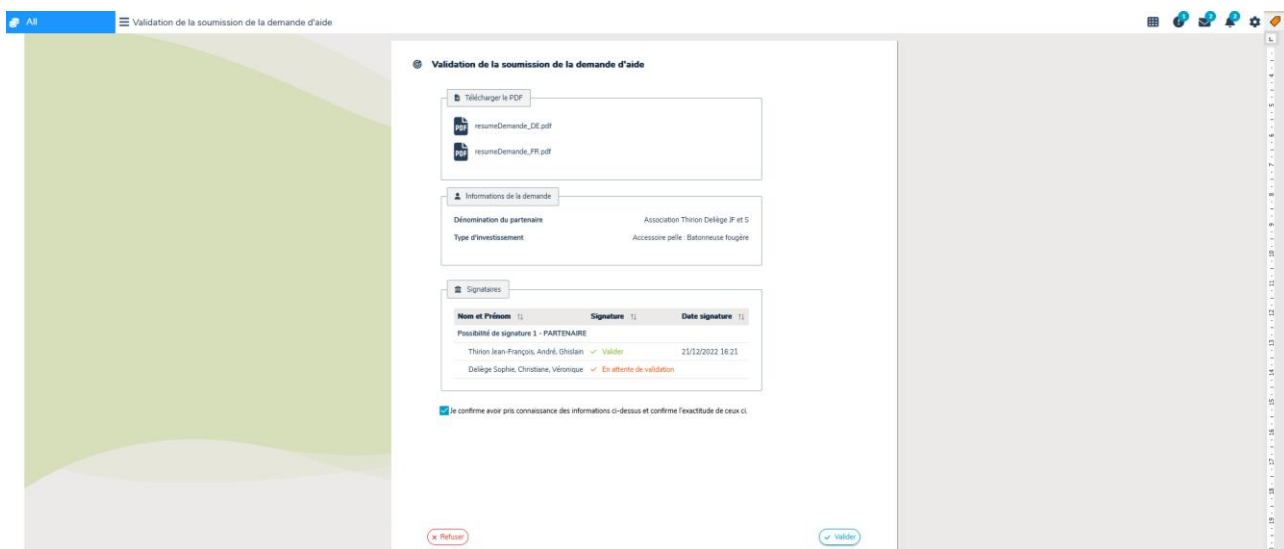 All
Validation de la soumission de la demande d'aide
Validation de la soumission de la demande d'aide
Télécharger le PDF
PDF resumeDemande_DE.pdf
PDF resumeDemande_FR.pdf
Informations de la demande
Dénomination du partenaire Association Thirion Deliège JF et S
Type d'investissement Accessoire pelle : Batonneuse fougère
Signataires
Nom et Prénom Signature Date signature
Possibilité de signature 1 - PARTENAIRE
Thirion Jean-François, André, Ghislain Valider 21/12/2022 16:21
Deliège Sophie, Christiane, Véronique En attente de validation
Je confirme avoir pris connaissance des informations ci-dessus et confirme l'exactitude de ceux ci.
Refuser Valider